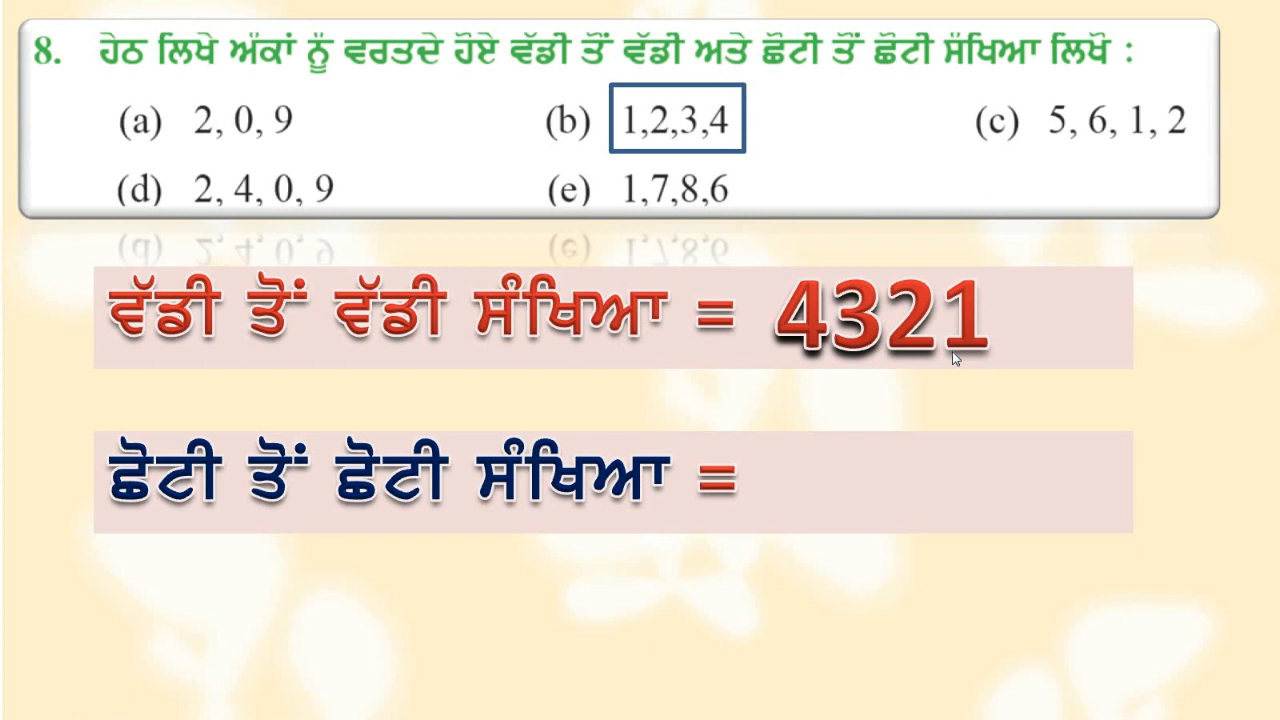 8. ਹੇਠ ਲਿਖੇ ਅੰਕਾਂ ਨੂੰ ਵਰਤਦੇ ਹੋਏ ਵੱਡੀ ਤੋਂ ਵੱਡੀ ਅਤੇ ਛੋਟੀ ਤੋਂ ਛੋਟੀ ਸੰਖਿਆ ਲਿਖੋ :
(a) 2, 0, 9 (b) 1,2,3,4 (c) 5, 6, 1, 2
(d) 2, 4, 0, 9 (e) 1,7,8,6
ਵੱਡੀ ਤੋਂ ਵੱਡੀ ਸੰਖਿਆ = 4321
ਛੋਟੀ ਤੋਂ ਛੋਟੀ ਸੰਖਿਆ =